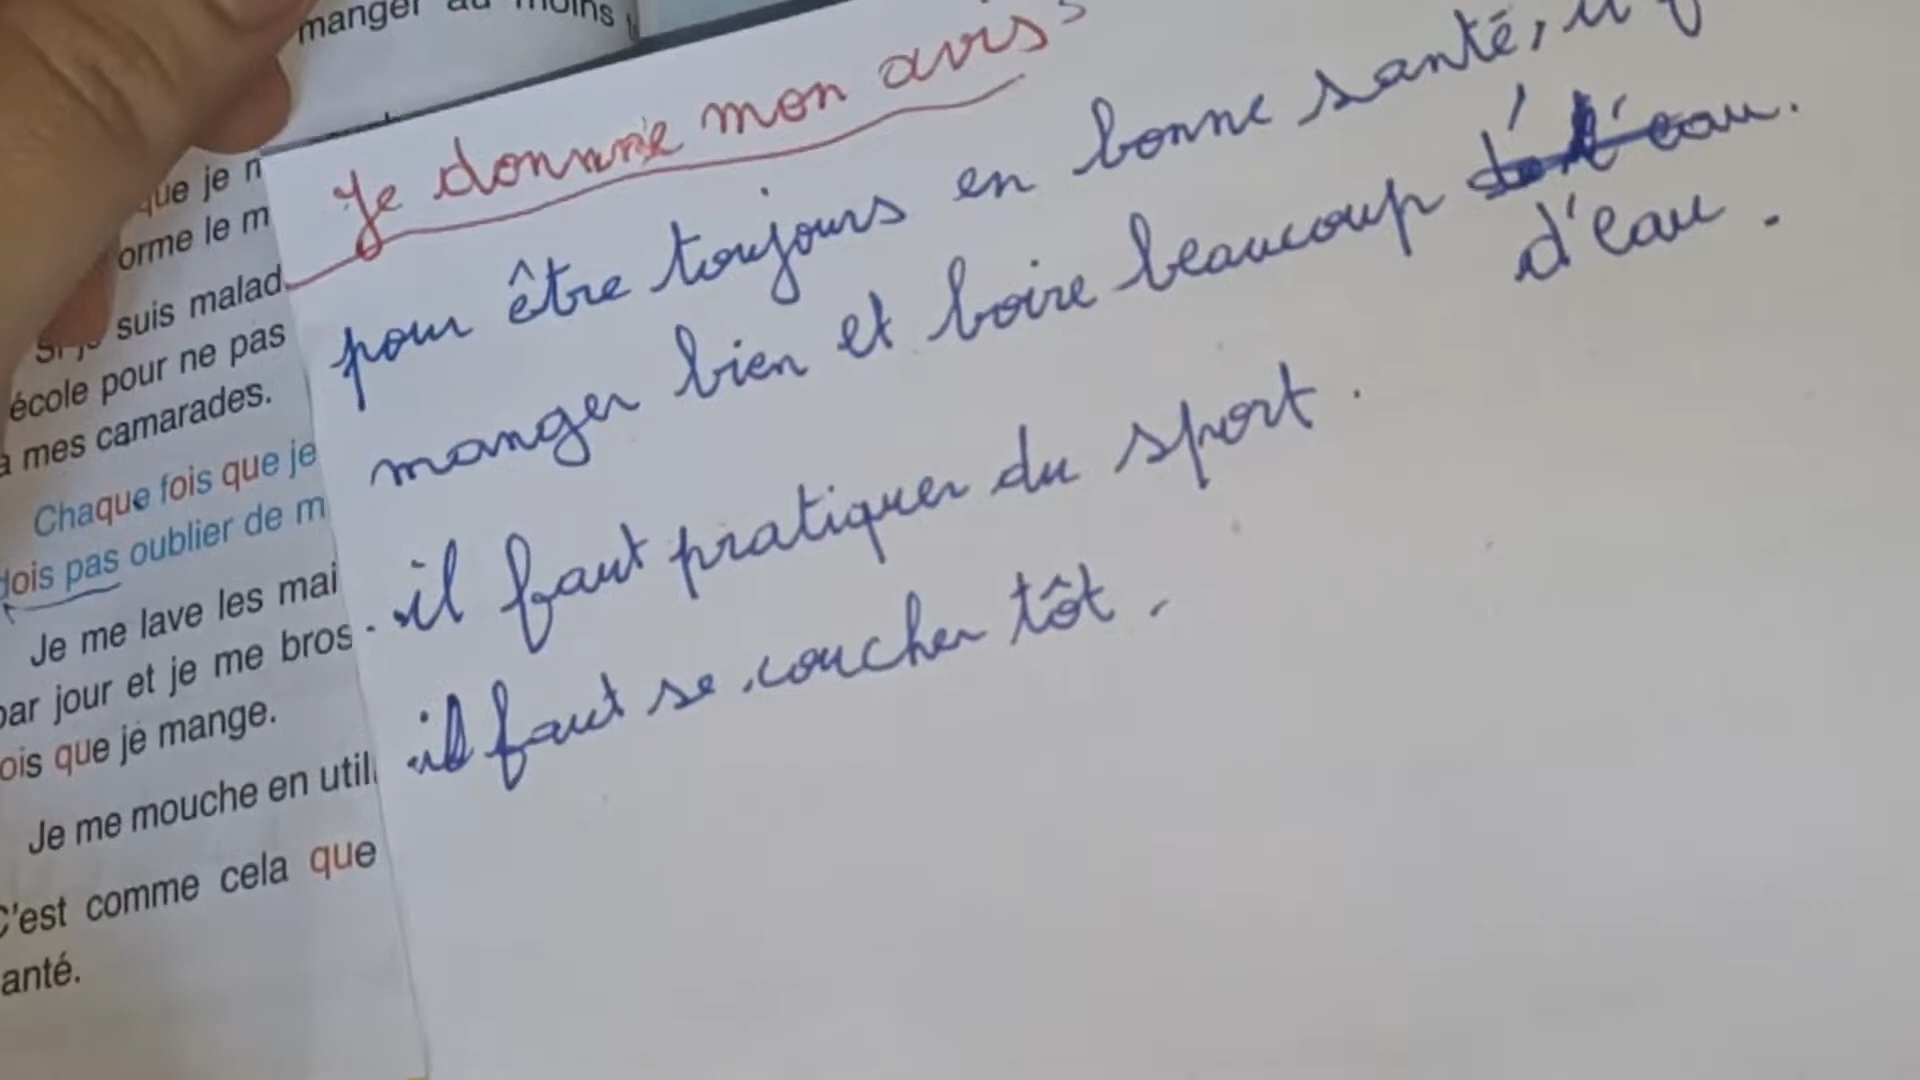 manger au moins
que je
orme le m
suis malad
école pour ne pas
à mes camarades.
Chaque fois que je
dois pas oublier de m
Je me lave les mai
par jour et je me bros
ois que je mange.
Je me mouche en util
C'est comme cela que
anté.
Je donne mon avis
pour être toujours en bonne santé, il f
manger bien et boire beaucoup
d'eau.
- il faut pratiquer du sport.
- il faut se coucher tôt.